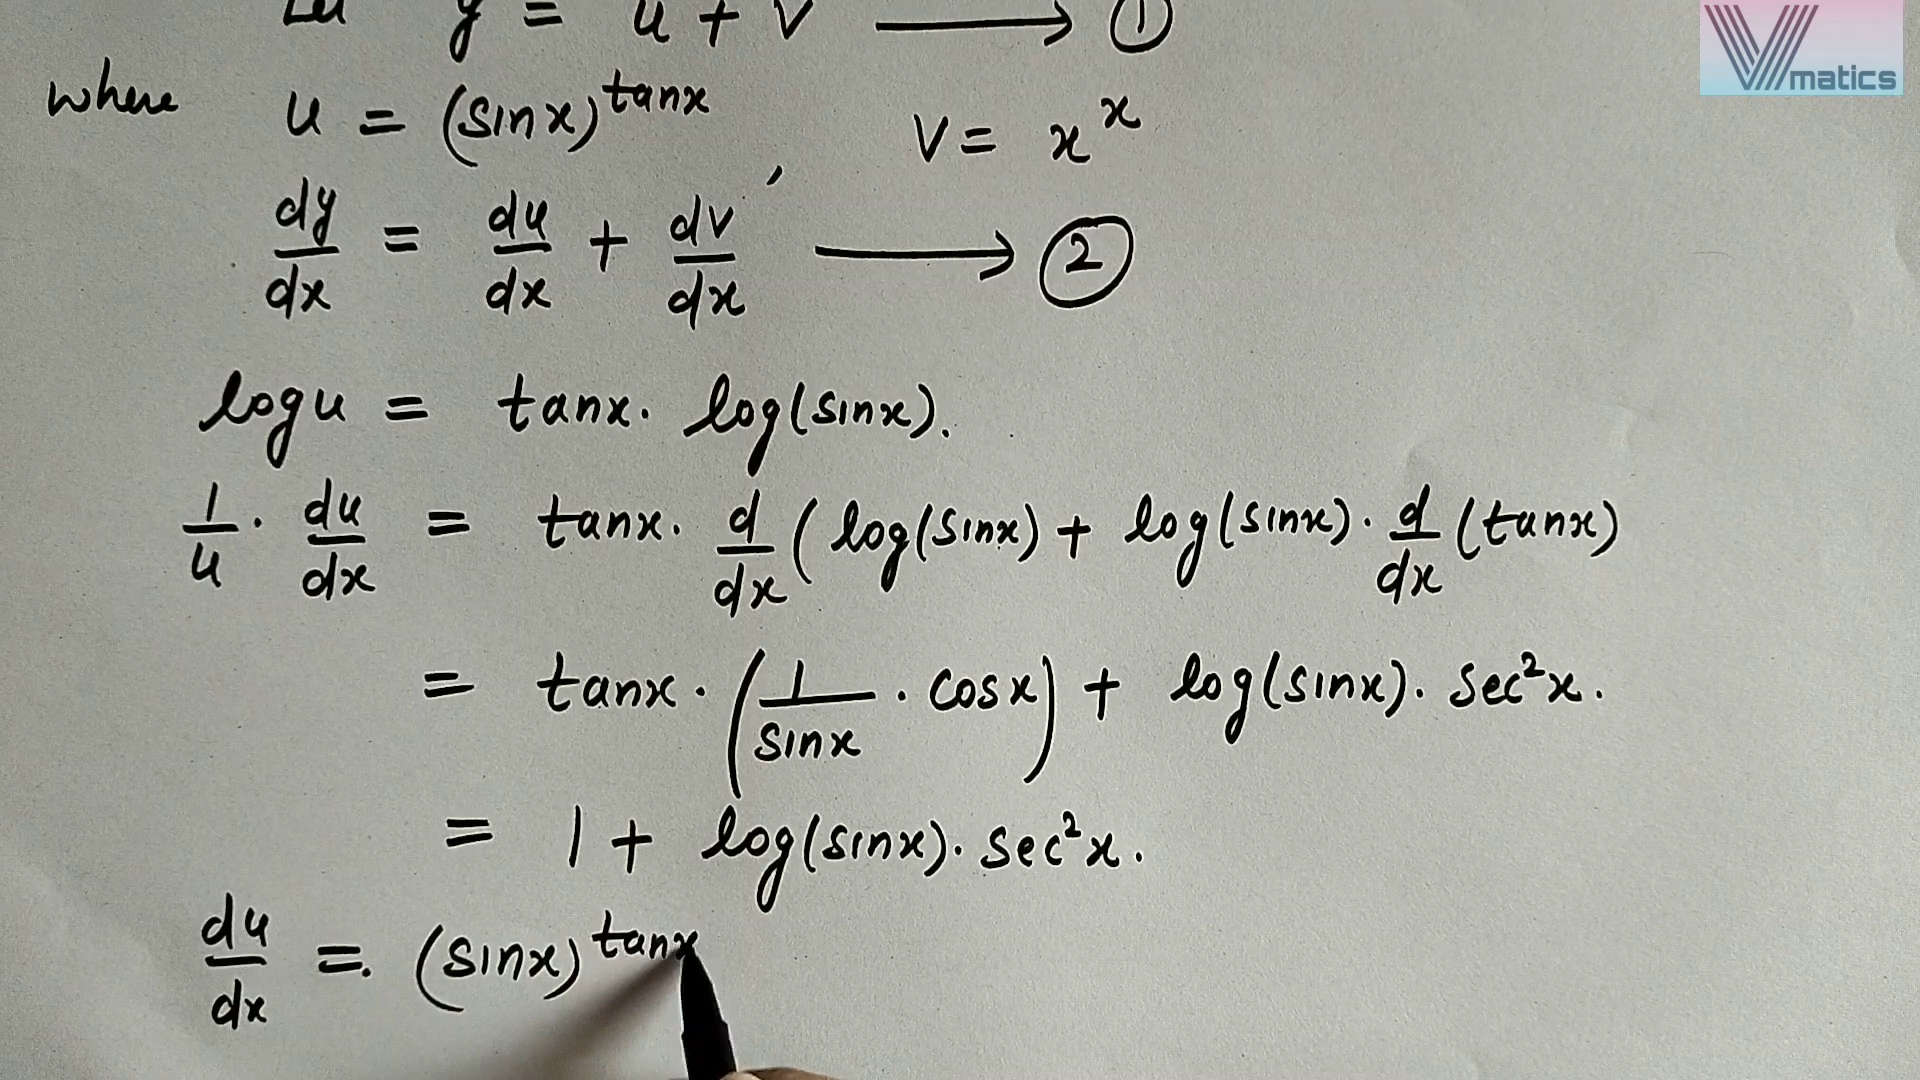 Let y = u + v ⟶ ①
where u = (sinx)^tanx , v = x^x
dy/dx = du/dx + dv/dx ⟶ ②
log u = tanx. log(sinx).
1/u . du/dx = tanx. d/dx (log(sinx) + log(sinx). d/dx (tanx)
= tanx. (1/sinx . cosx) + log(sinx). sec²x.
= 1 + log(sinx). sec²x.
du/dx =. (sinx)^tanx
Vmatics